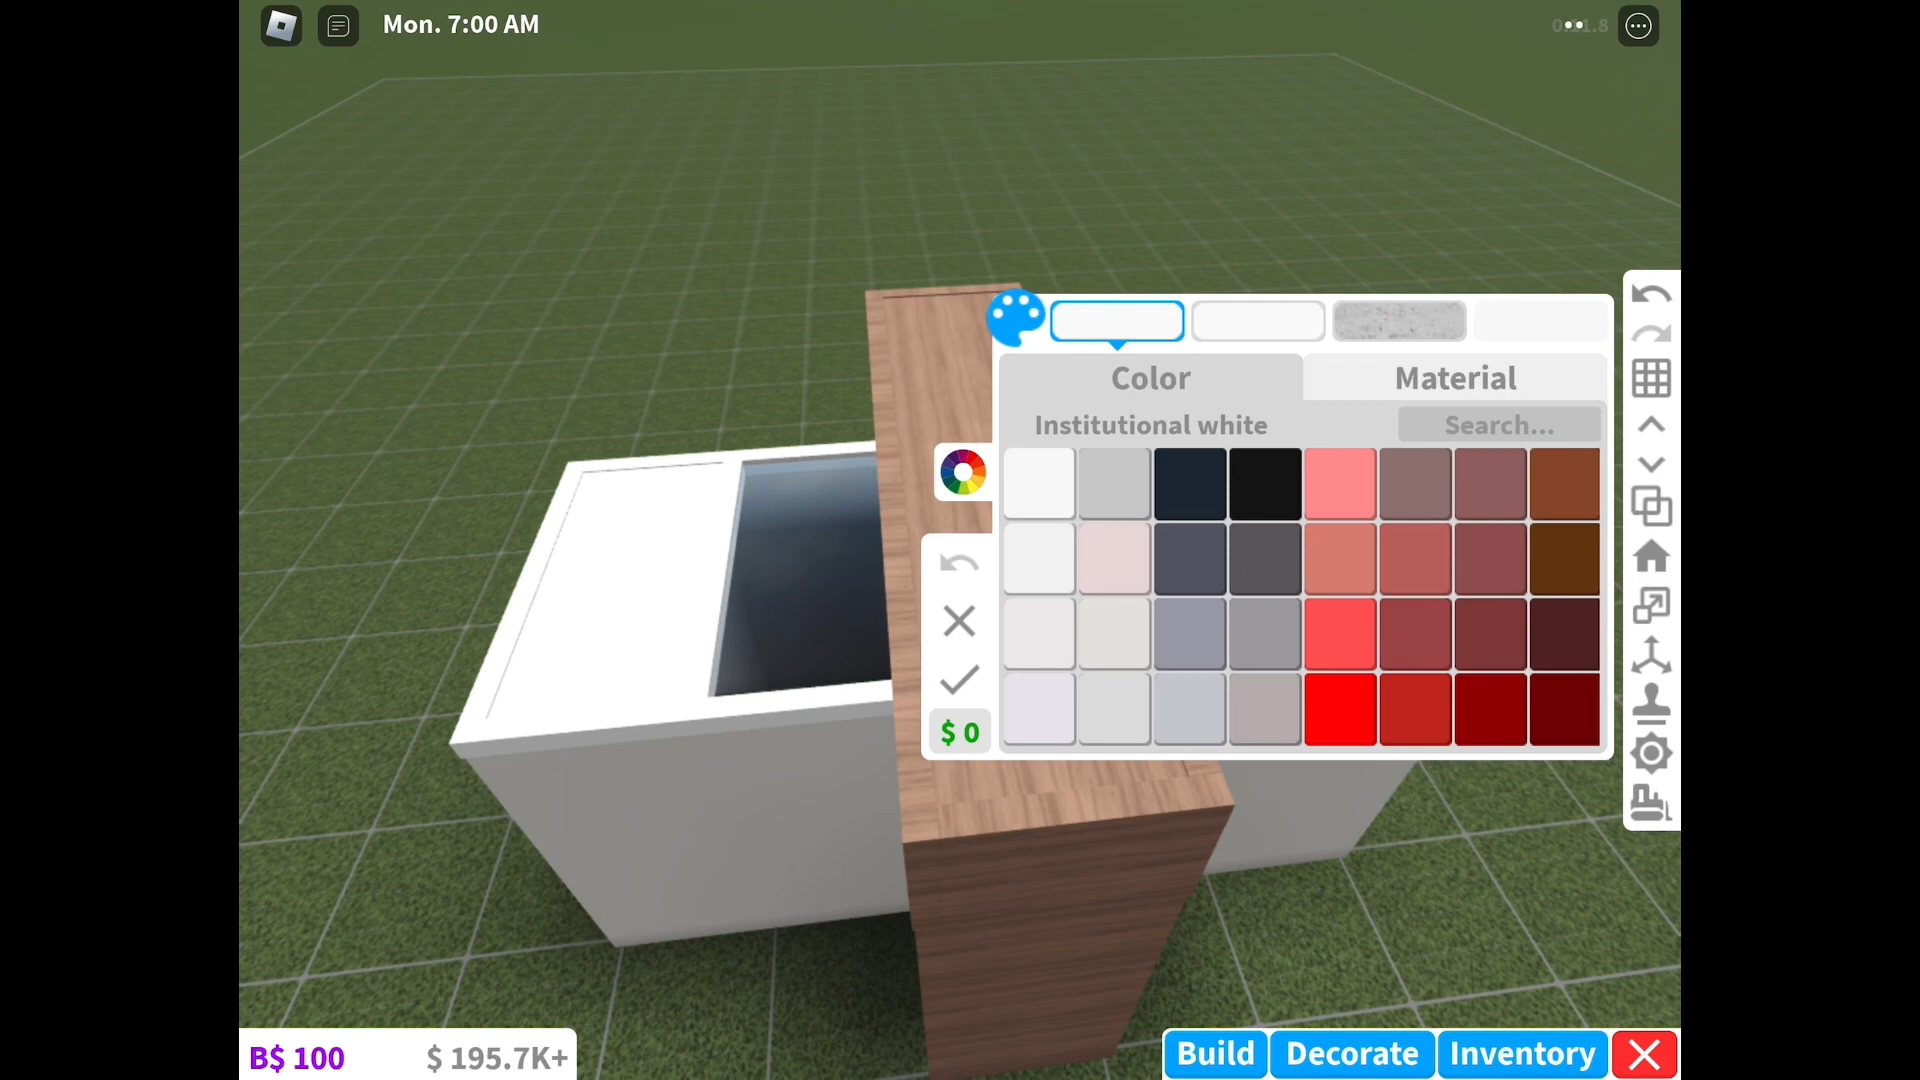 Mon. 7:00 AM
Color
Material
Institutional white
Search...
$ 0
B$ 100
$ 195.7K+
Build
Decorate
Inventory